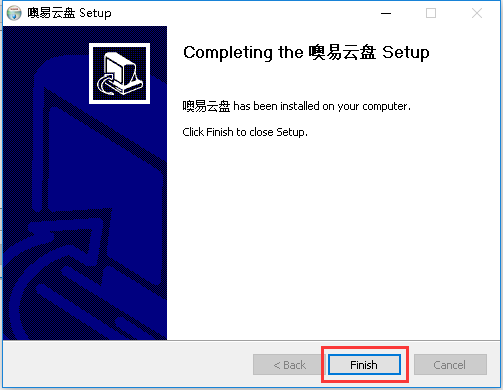 噢易云盘 Setup
Completing the 噢易云盘 Setup
噢易云盘 has been installed on your computer.
Click Finish to close Setup.
< Back
Finish
Cancel